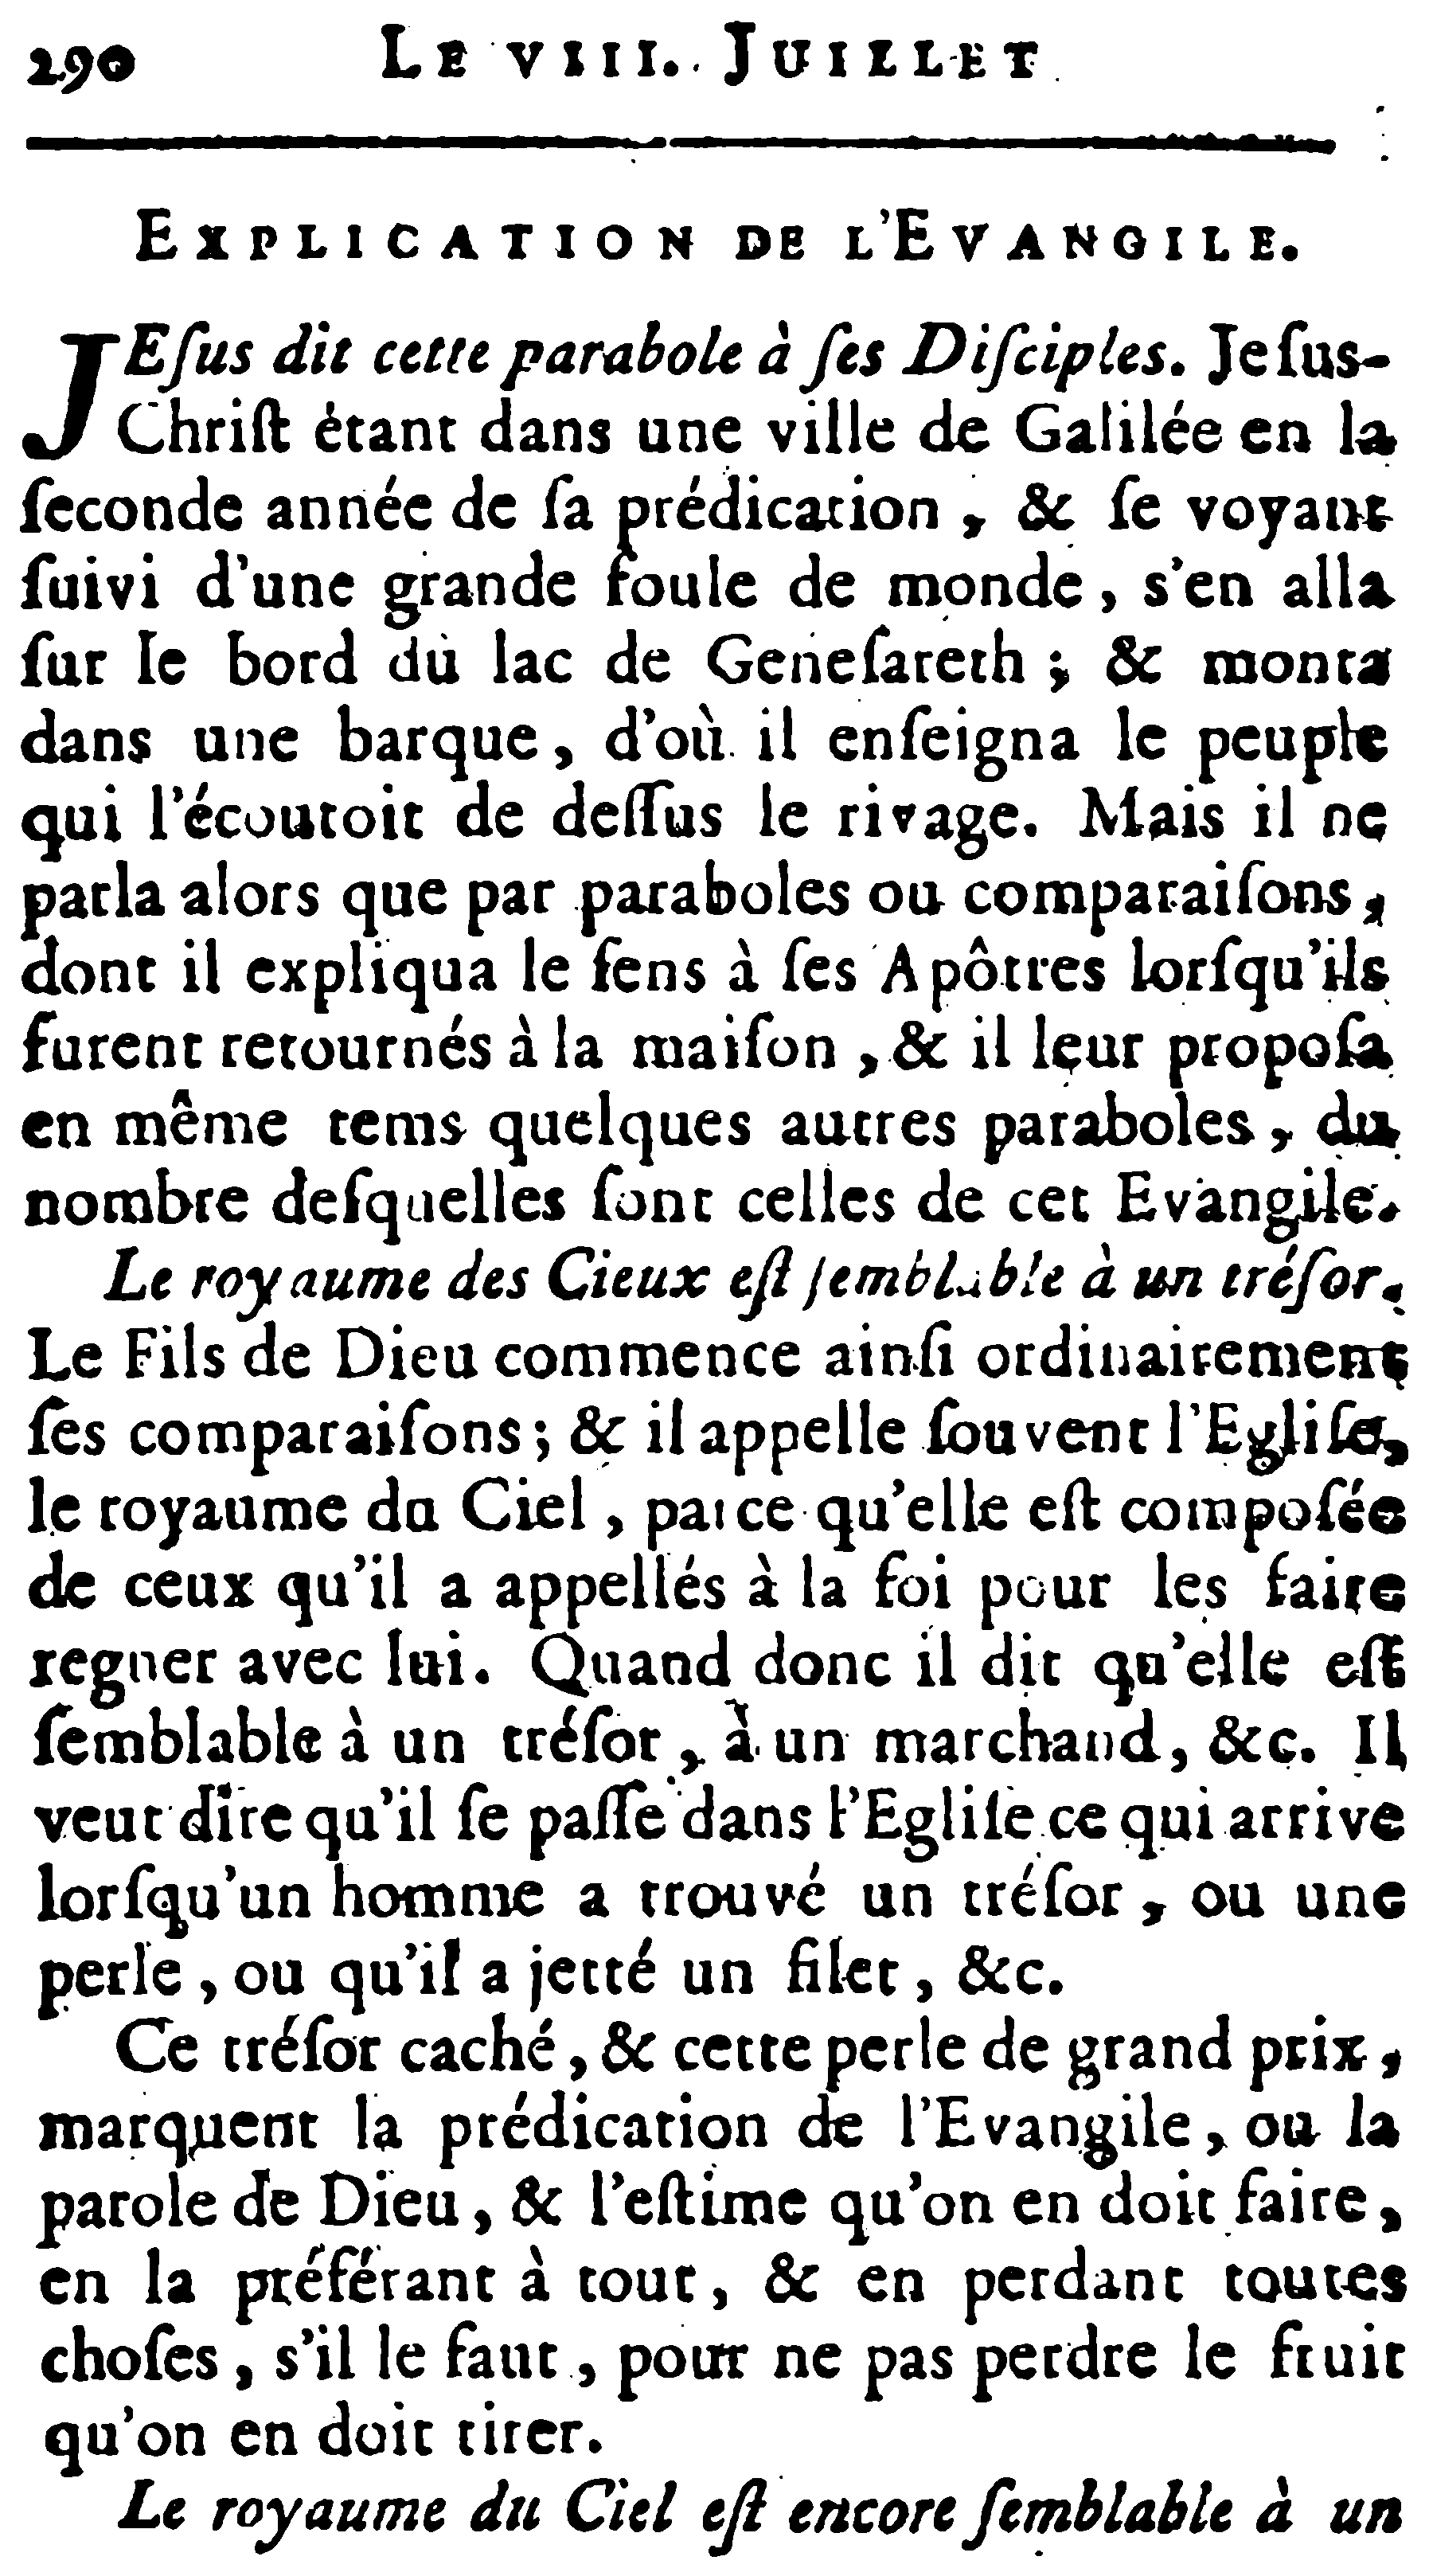 290 LE VIII. JUILLET
EXPLICATION DE L'EVANGILE.
JEſus dit cette parabole à ſes Diſciples. Jeſus-
Chriſt étant dans une ville de Galilée en la
ſeconde année de ſa prédication, & ſe voyant
ſuivi d'une grande foule de monde, s'en alla
ſur le bord du lac de Geneſareth ; & monta
dans une barque, d'où il enſeigna le peuple
qui l'écoutoit de deſſus le rivage. Mais il ne
parla alors que par paraboles ou comparaiſons,
dont il expliqua le ſens à ſes Apôtres lorſqu'ils
furent retournés à la maiſon, & il leur propoſa
en même tems quelques autres paraboles, du
nombre deſquelles ſont celles de cet Evangile.
Le royaume des Cieux eſt ſemblable à un tréſor.
Le Fils de Dieu commence ainſi ordinairement
ſes comparaiſons ; & il appelle ſouvent l'Egliſe,
le royaume du Ciel, parce qu'elle eſt compoſée
de ceux qu'il a appellés à la foi pour les faire
regner avec lui. Quand donc il dit qu'elle eſt
ſemblable à un tréſor, à un marchand, &c. Il
veut dire qu'il ſe paſſe dans l'Egliſe ce qui arrive
lorſqu'un homme a trouvé un tréſor, ou une
perle, ou qu'il a jetté un filet, &c.
Ce tréſor caché, & cette perle de grand prix,
marquent la prédication de l'Evangile, ou la
parole de Dieu, & l'eſtime qu'on en doit faire,
en la préférant à tout, & en perdant toutes
choſes, s'il le faut, pour ne pas perdre le fruit
qu'on en doit tirer.
Le royaume du Ciel eſt encore ſemblable à un